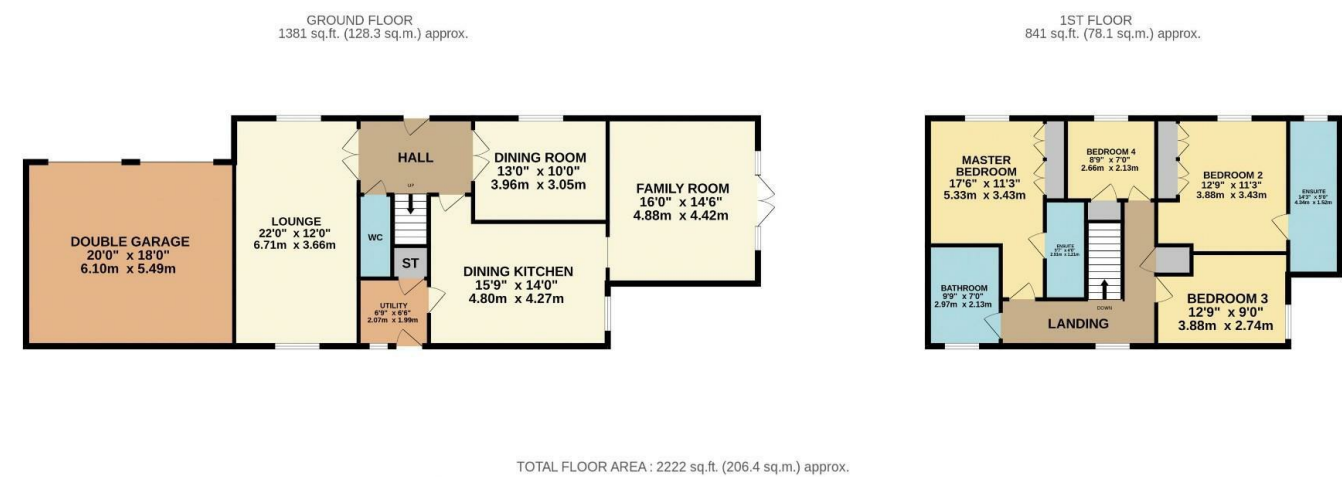 GROUND FLOOR
1381 sq.ft. (128.3 sq.m.) approx.
1ST FLOOR
841 sq.ft. (78.1 sq.m.) approx.
DOUBLE GARAGE
20'0" x 18'0"
6.10m x 5.49m
LOUNGE
22'0" x 12'0"
6.71m x 3.66m
HALL
UP
WC
ST
UTILITY
6'9" x 6'6"
2.07m x 1.99m
DINING ROOM
13'0" x 10'0"
3.96m x 3.05m
DINING KITCHEN
15'9" x 14'0"
4.80m x 4.27m
FAMILY ROOM
16'0" x 14'6"
4.88m x 4.42m
MASTER
BEDROOM
17'6" x 11'3"
5.33m x 3.43m
BEDROOM 4
8'9" x 7'0"
2.66m x 2.13m
BEDROOM 2
12'9" x 11'3"
3.88m x 3.43m
ENSUITE
14'3" x 5'0"
4.34m x 1.52m
ENSUITE
BATHROOM
9'9" x 7'0"
2.97m x 2.13m
LANDING
DOWN
BEDROOM 3
12'9" x 9'0"
3.88m x 2.74m
TOTAL FLOOR AREA : 2222 sq.ft. (206.4 sq.m.) approx.